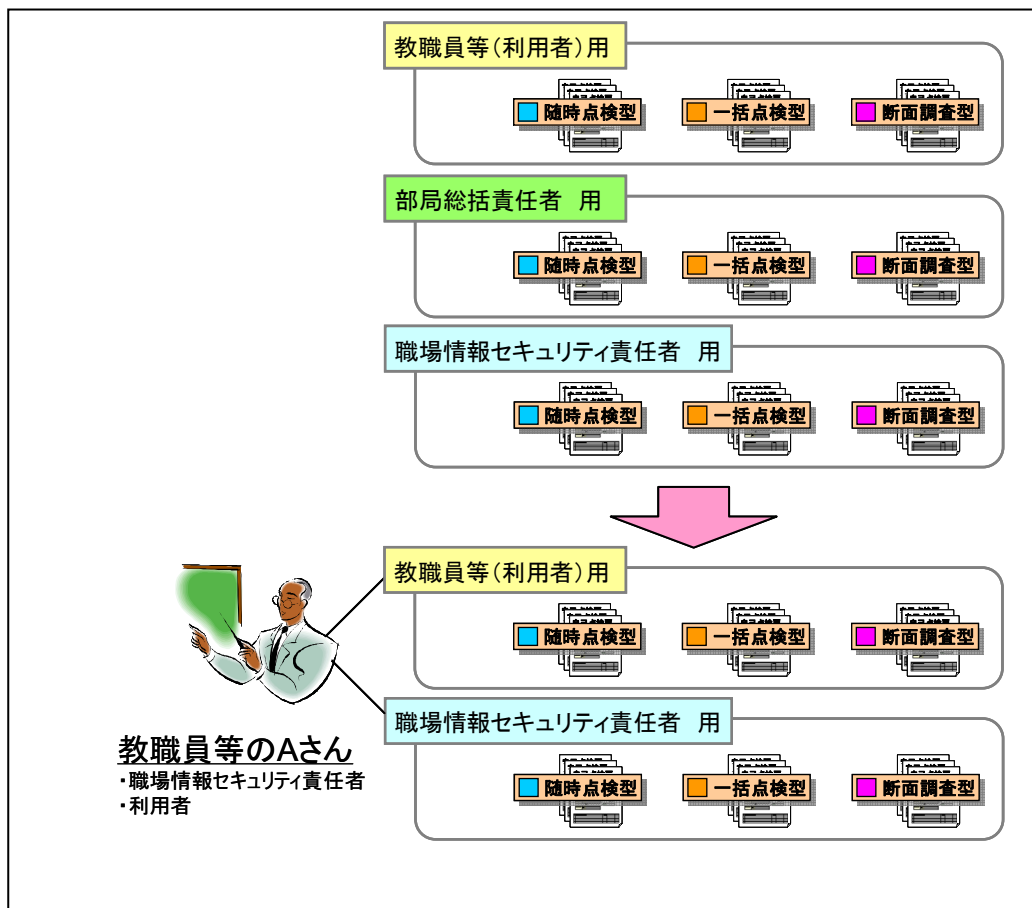 教職員等（利用者）用
随時点検型 一括点検型 断面調査型
部局総括責任者　用
随時点検型 一括点検型 断面調査型
職場情報セキュリティ責任者　用
随時点検型 一括点検型 断面調査型
教職員等（利用者）用
随時点検型 一括点検型 断面調査型
職場情報セキュリティ責任者　用
随時点検型 一括点検型 断面調査型
教職員等のAさん
・職場情報セキュリティ責任者
・利用者